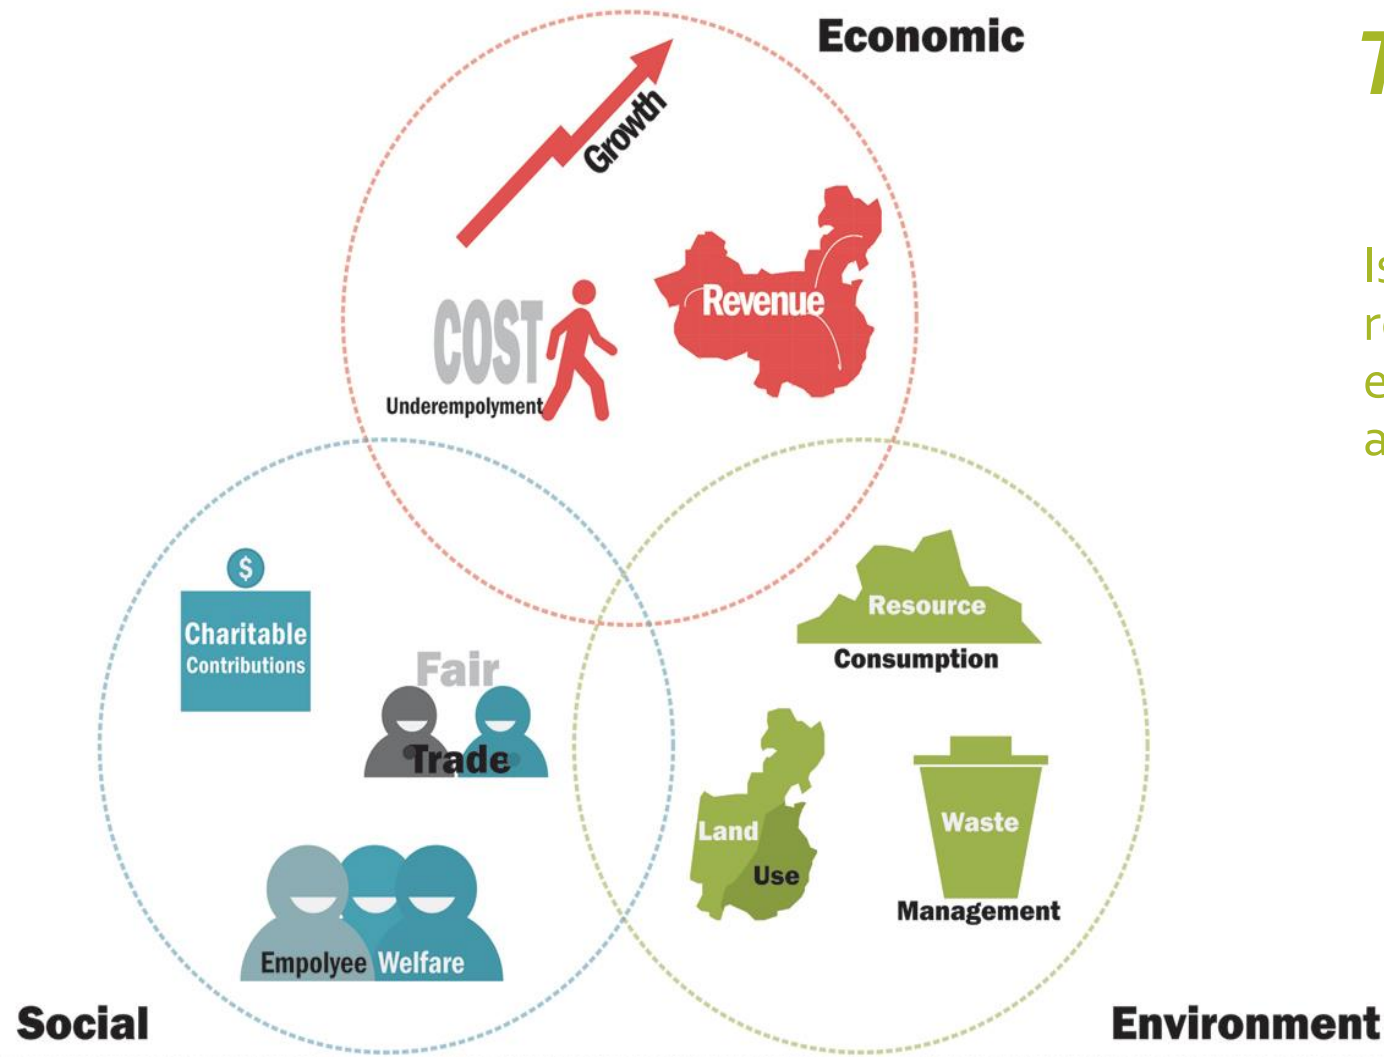 Economic
Growth
Revenue
COST
Underempolyment
$
Charitable
Contributions
Fair
Trade
Empolyee Welfare
Resource
Consumption
Land
Use
Waste
Management
Social
Environment